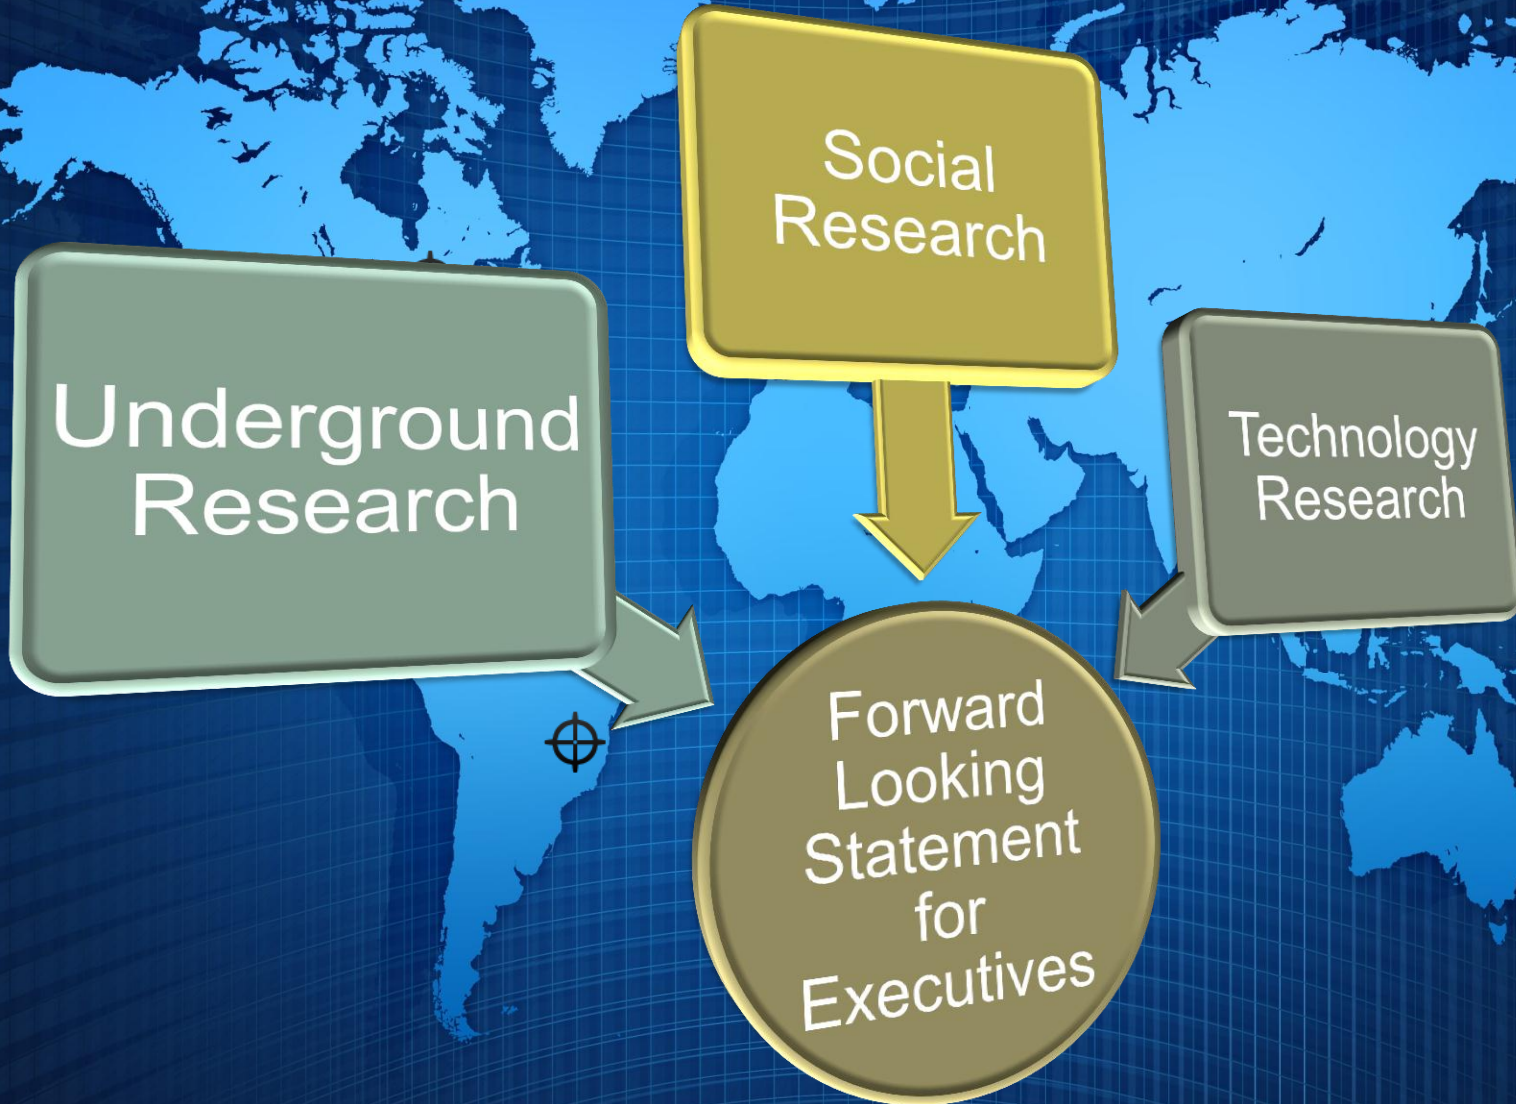 Social
Research
Underground
Research
Technology
Research
Forward
Looking
Statement
for
Executives